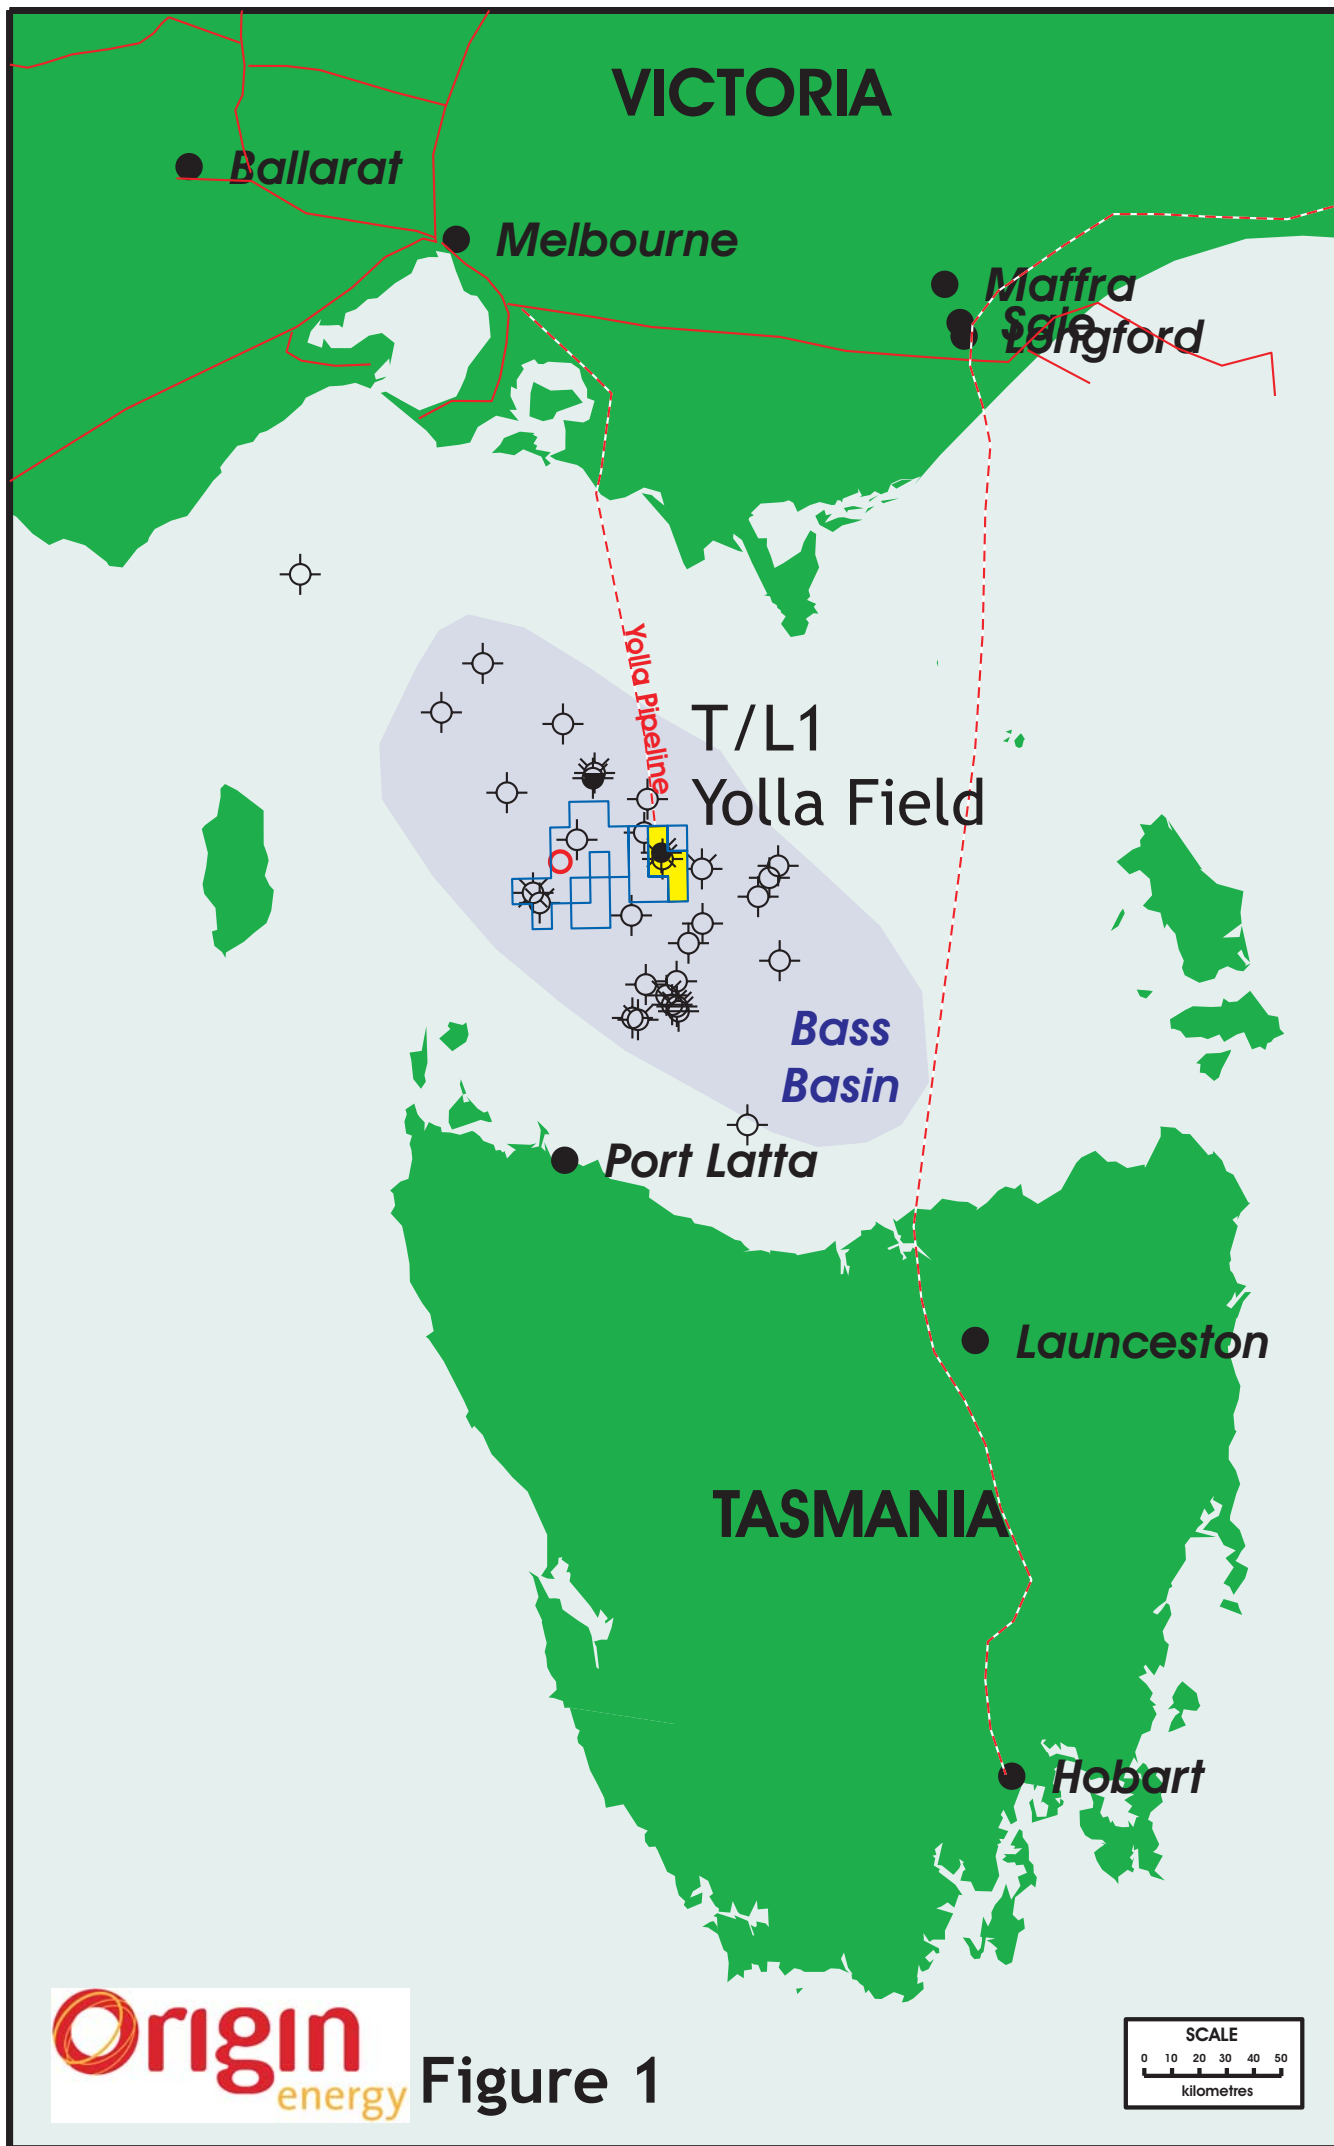 VICTORIA
Ballarat
Melbourne
Maffra
Sale
Longford
Yolla Pipeline
T/L1
Yolla Field
Bass
Basin
Port Latta
Launceston
TASMANIA
Hobart
Origin
energy
Figure 1
SCALE
0 10 20 30 40 50
kilometres